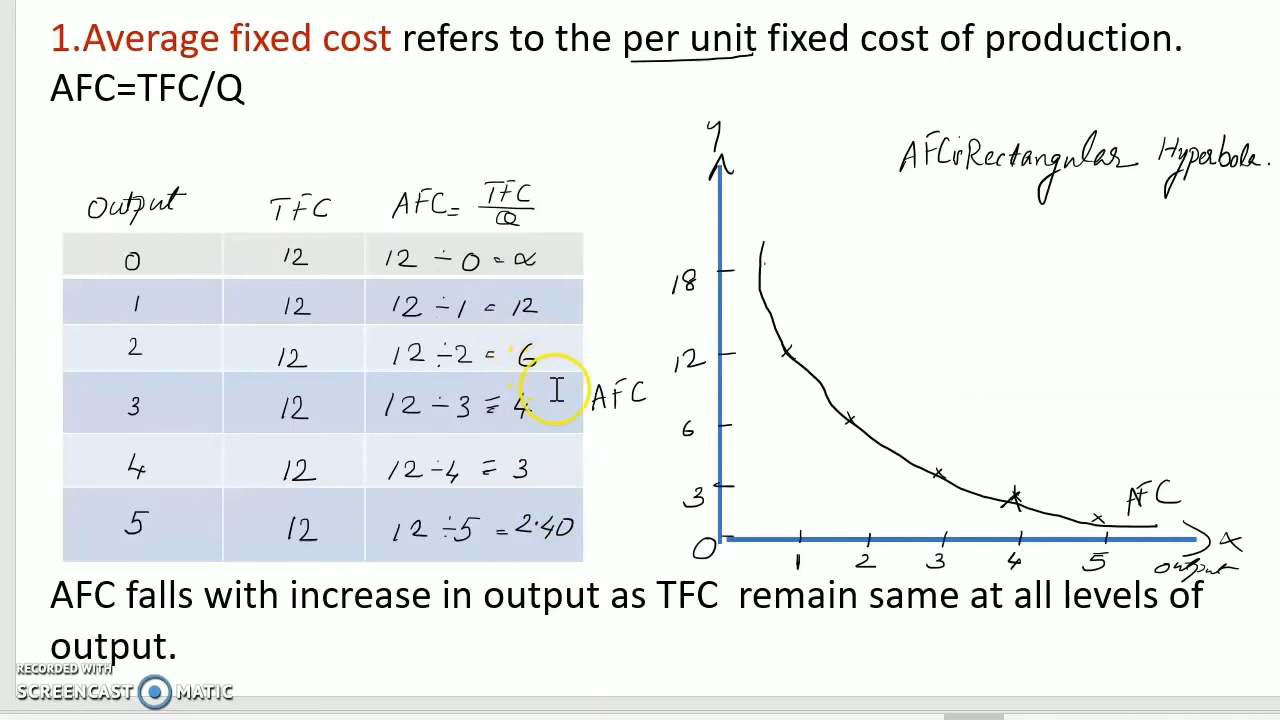 1.Average fixed cost refers to the per unit fixed cost of production.
AFC=TFC/Q
AFC is Rectangular Hyperbola.
Output TFC AFC= TFC/Q
0 12 12 ÷ 0 = ∝
1 12 12 ÷ 1 = 12
2 12 12 ÷ 2 = 6
3 12 12 ÷ 3 = 4
4 12 12 ÷ 4 = 3
5 12 12 ÷ 5 = 2.40
AFC
Y
18
12
6
3
0
1 2 3 4 5
AFC
X
output
AFC falls with increase in output as TFC remain same at all levels of
output.
RECORDED WITH
SCREENCAST MATIC